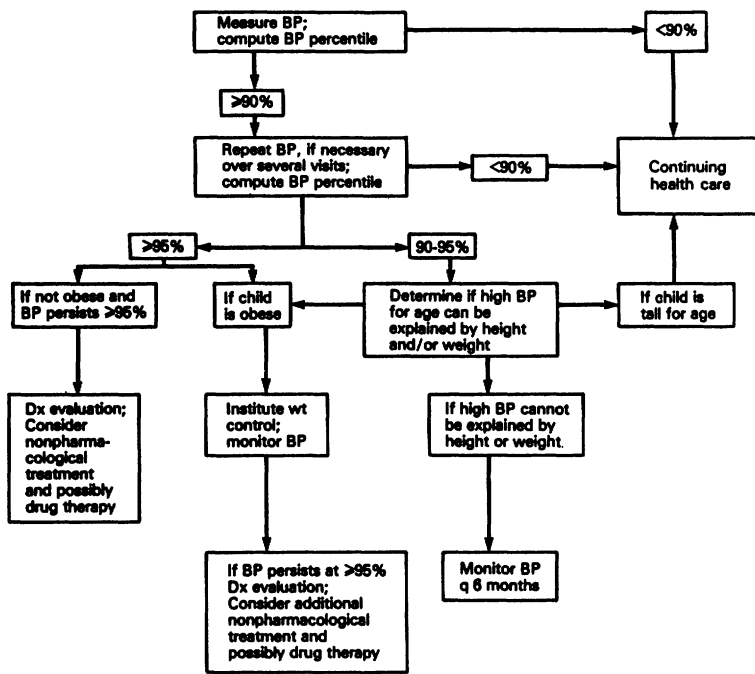 Measure BP;
compute BP percentile
<90%
≥90%
Repeat BP, if necessary
over several visits;
compute BP percentile
<90%
Continuing
health care
≥95%
90-95%
If not obese and
BP persists ≥95%
If child
is obese
Determine if high BP
for age can be
explained by height
and/or weight
If child is
tall for age
Dx evaluation;
Consider
nonpharma-
cological
treatment
and possibly
drug therapy
Institute wt
control;
monitor BP
If high BP cannot
be explained by
height or weight.
If BP persists at ≥95%
Dx evaluation;
Consider additional
nonpharmacological
treatment and
possibly drug therapy
Monitor BP
q 6 months